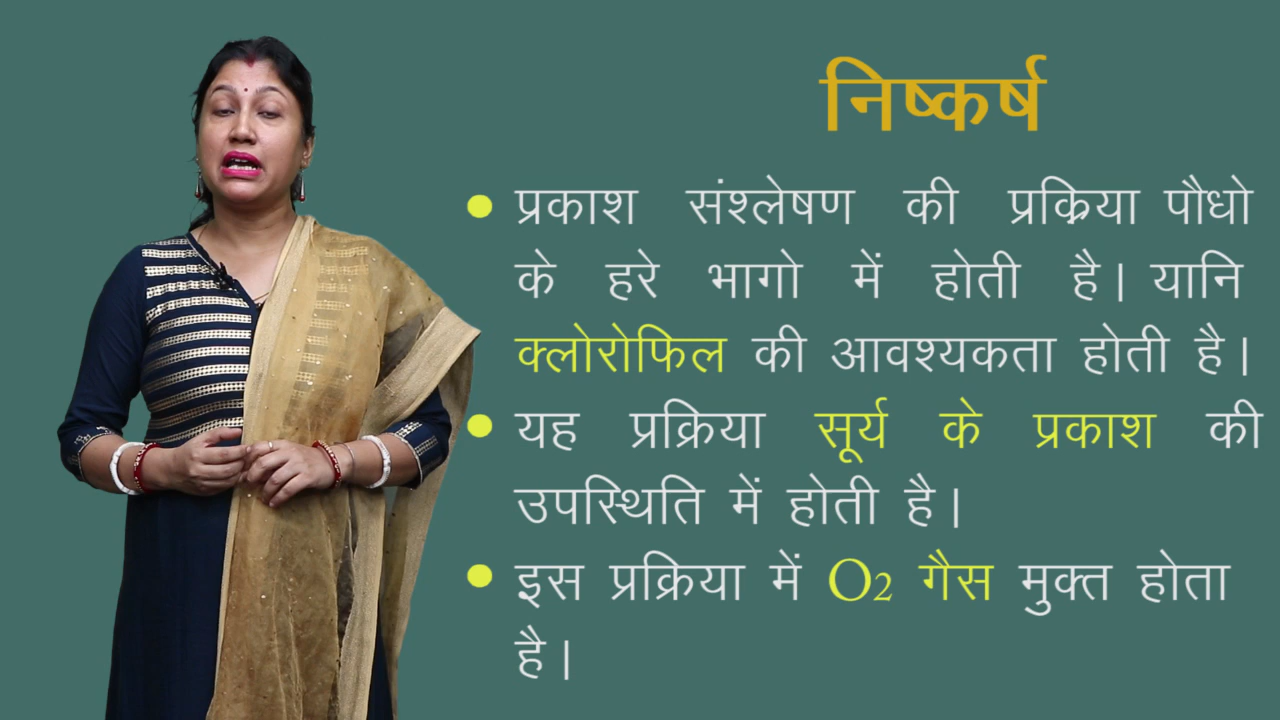 निष्कर्ष
• प्रकाश संश्लेषण की प्रक्रिया पौधो
के हरे भागो में होती है। यानि
क्लोरोफिल की आवश्यकता होती है।
• यह प्रक्रिया सूर्य के प्रकाश की
उपस्थिति में होती है।
• इस प्रक्रिया में O₂ गैस मुक्त होता
है।